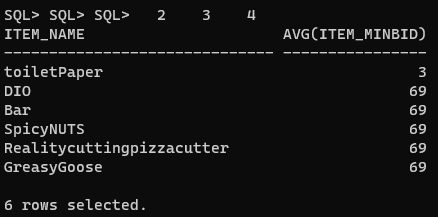 SQL> SQL> SQL>   2    3    4
ITEM_NAME                      AVG(ITEM_MINBID)
------------------------------ ----------------
toiletPaper                                   3
DIO                                          69
Bar                                          69
SpicyNUTS                                    69
Realitycuttingpizzacutter                    69
GreasyGoose                                  69
6 rows selected.